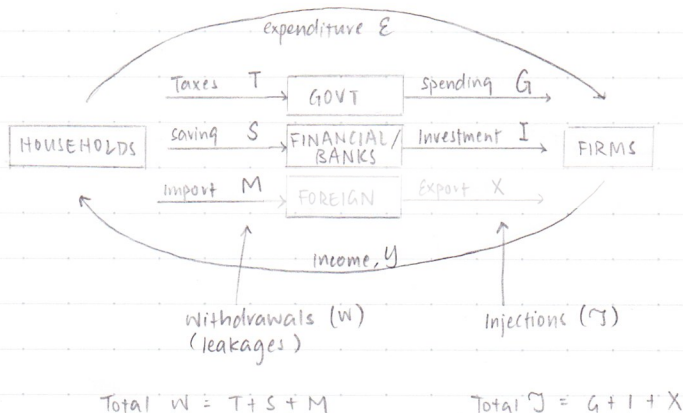 expenditure E
Taxes T
GOVT
spending G
HOUSEHOLDS
saving S
FINANCIAL/
BANKS
Investment I
FIRMS
Import M
FOREIGN
Export X
income, Y
Withdrawals (W)
(leakages)
Injections (J)
Total W = T+S+M
Total J = G+I+X